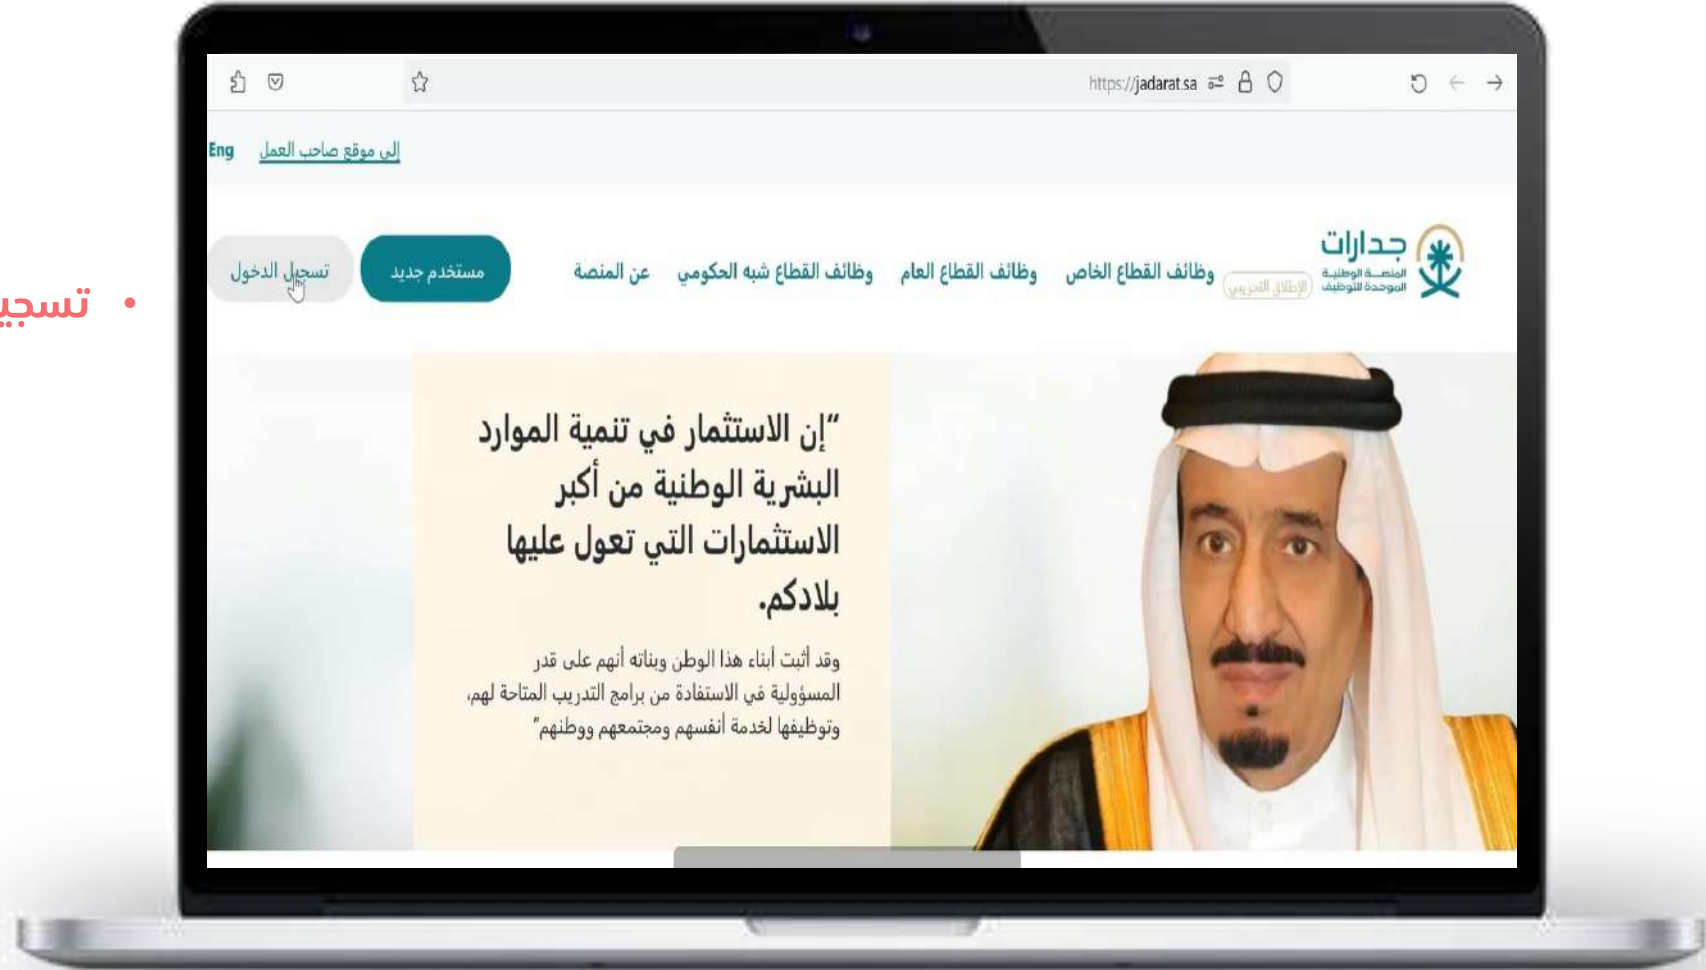 https://jadarat.sa
إلى موقع صاحب العمل
Eng
جدارات
المنصـــة الوطنيـة
الموحدة للتوظيف
الإطلاق التجريبي
وظائف القطاع الخاص
وظائف القطاع العام
وظائف القطاع شبه الحكومي
عن المنصة
مستخدم جديد
تسجيل الدخول
• تسجي
“إن الاستثمار في تنمية الموارد
البشرية الوطنية من أكبر
الاستثمارات التي تعول عليها
بلادكم.
وقد أثبت أبناء هذا الوطن وبناته أنهم على قدر
المسؤولية في الاستفادة من برامج التدريب المتاحة لهم،
وتوظيفها لخدمة أنفسهم ومجتمعهم ووطنهم”